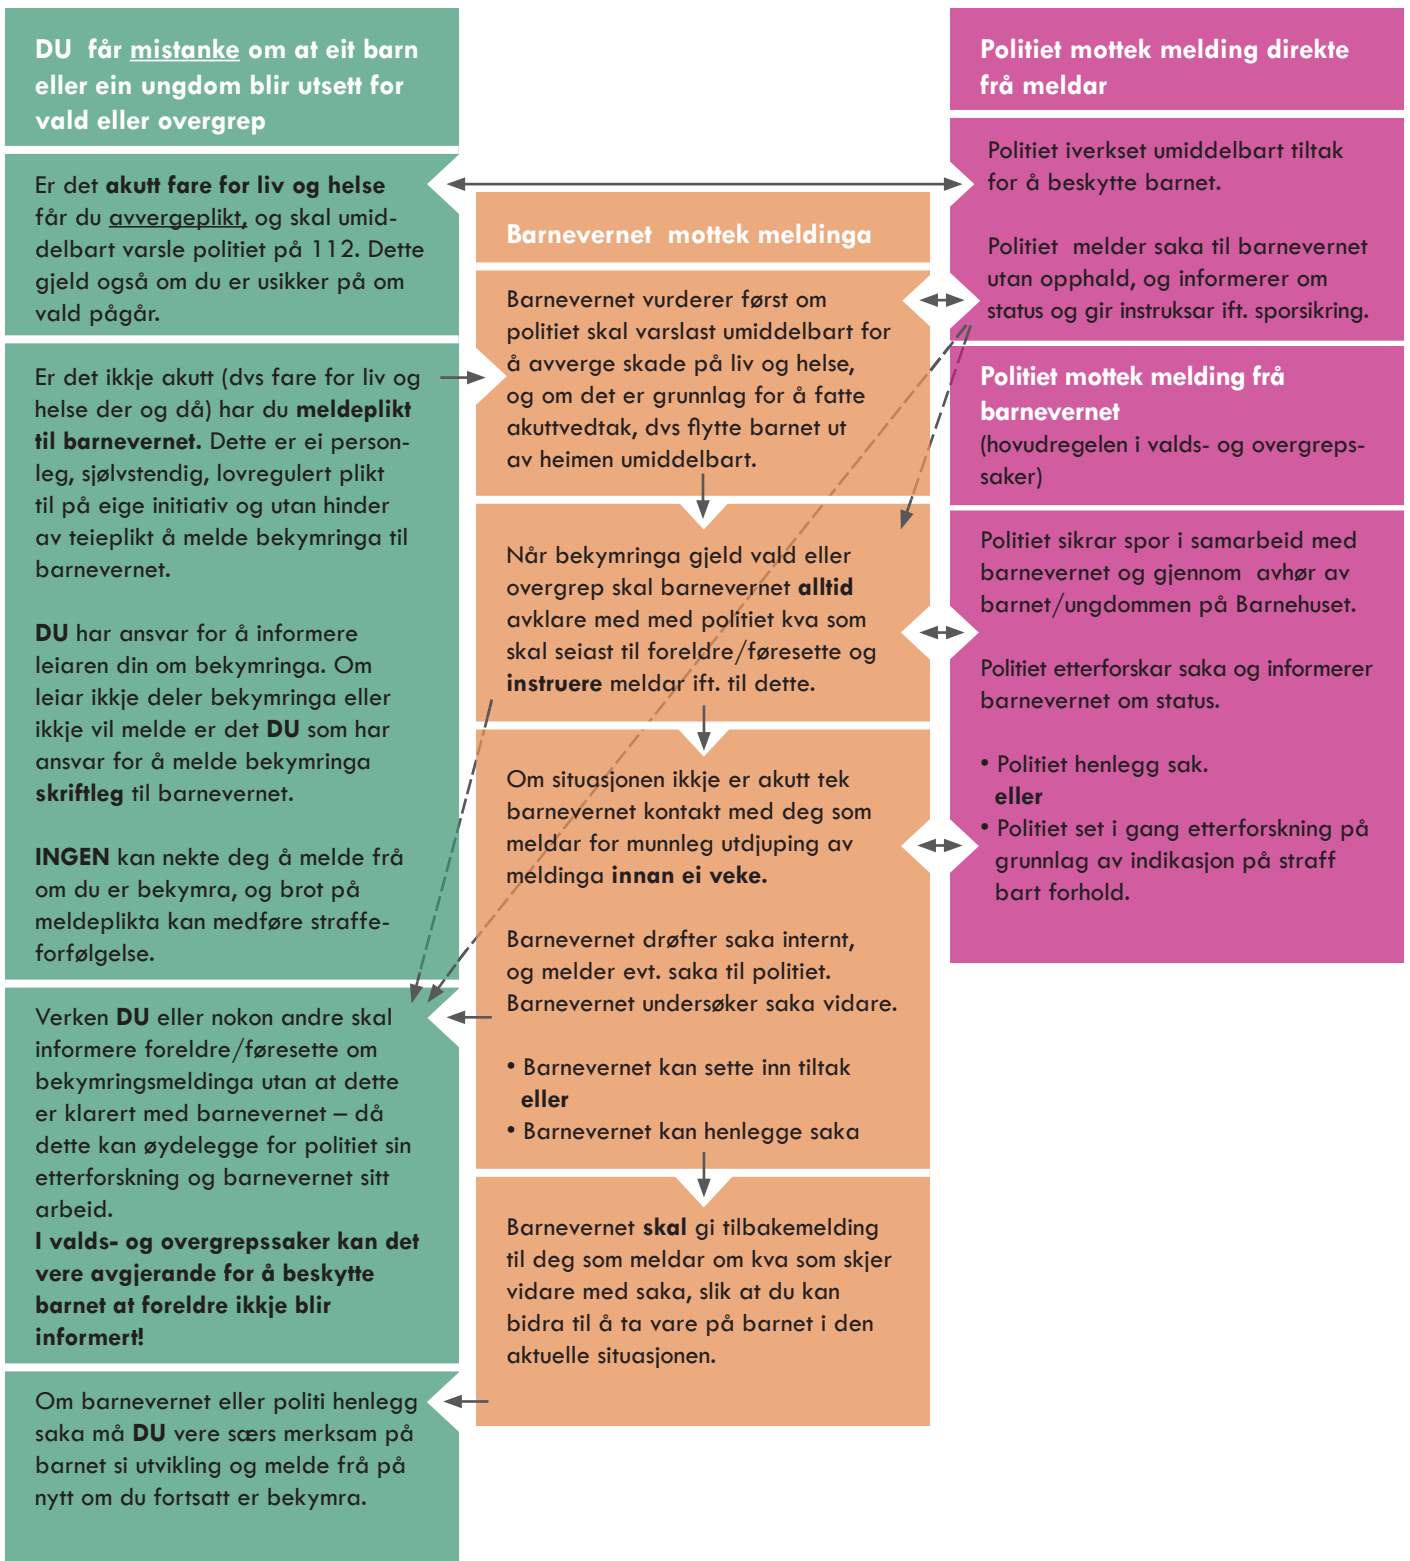 DU får mistanke om at eit barn
eller ein ungdom blir utsett for
vald eller overgrep
Er det akutt fare for liv og helse
får du avvergeplikt, og skal umid-
delbart varsle politiet på 112. Dette
gjeld også om du er usikker på om
vald pågår.
Er det ikkje akutt (dvs fare for liv og
helse der og då) har du meldeplikt
til barnevernet. Dette er ei person-
leg, sjølvstendig, lovregulert plikt
til på eige initiativ og utan hinder
av teieplikt å melde bekymringa til
barnevernet.
DU har ansvar for å informere
leiaren din om bekymringa. Om
leiar ikkje deler bekymringa eller
ikkje vil melde er det DU som har
ansvar for å melde bekymringa
skriftleg til barnevernet.
INGEN kan nekte deg å melde frå
om du er bekymra, og brot på
meldeplikta kan medføre straffe-
forfølgelse.
Verken DU eller nokon andre skal
informere foreldre/føresette om
bekymringsmeldinga utan at dette
er klarert med barnevernet – då
dette kan øydelegge for politiet sin
etterforskning og barnevernet sitt
arbeid.
I valds- og overgrepssaker kan det
vere avgjerande for å beskytte
barnet at foreldre ikkje blir
informert!
Om barnevernet eller politi henlegg
saka må DU vere særs merksam på
barnet si utvikling og melde frå på
nytt om du fortsatt er bekymra.
Barnevernet mottek meldinga
Barnevernet vurderer først om
politiet skal varslast umiddelbart for
å avverge skade på liv og helse,
og om det er grunnlag for å fatte
akuttvedtak, dvs flytte barnet ut
av heimen umiddelbart.
Når bekymringa gjeld vald eller
overgrep skal barnevernet alltid
avklare med med politiet kva som
skal seiast til foreldre/føresette og
instruere meldar ift. til dette.
Om situasjonen ikkje er akutt tek
barnevernet kontakt med deg som
meldar for munnleg utdjuping av
meldinga innan ei veke.
Barnevernet drøfter saka internt,
og melder evt. saka til politiet.
Barnevernet undersøker saka vidare.
• Barnevernet kan sette inn tiltak
eller
• Barnevernet kan henlegge saka
Barnevernet skal gi tilbakemelding
til deg som meldar om kva som skjer
vidare med saka, slik at du kan
bidra til å ta vare på barnet i den
aktuelle situasjonen.
Politiet mottek melding direkte
frå meldar
Politiet iverkset umiddelbart tiltak
for å beskytte barnet.
Politiet melder saka til barnevernet
utan opphald, og informerer om
status og gir instruksar ift. sporsikring.
Politiet mottek melding frå
barnevernet
(hovudregelen i valds- og overgreps-
saker)
Politiet sikrar spor i samarbeid med
barnevernet og gjennom avhør av
barnet/ungdommen på Barnehuset.
Politiet etterforskar saka og informerer
barnevernet om status.
• Politiet henlegg sak.
eller
• Politiet set i gang etterforskning på
grunnlag av indikasjon på straff
bart forhold.